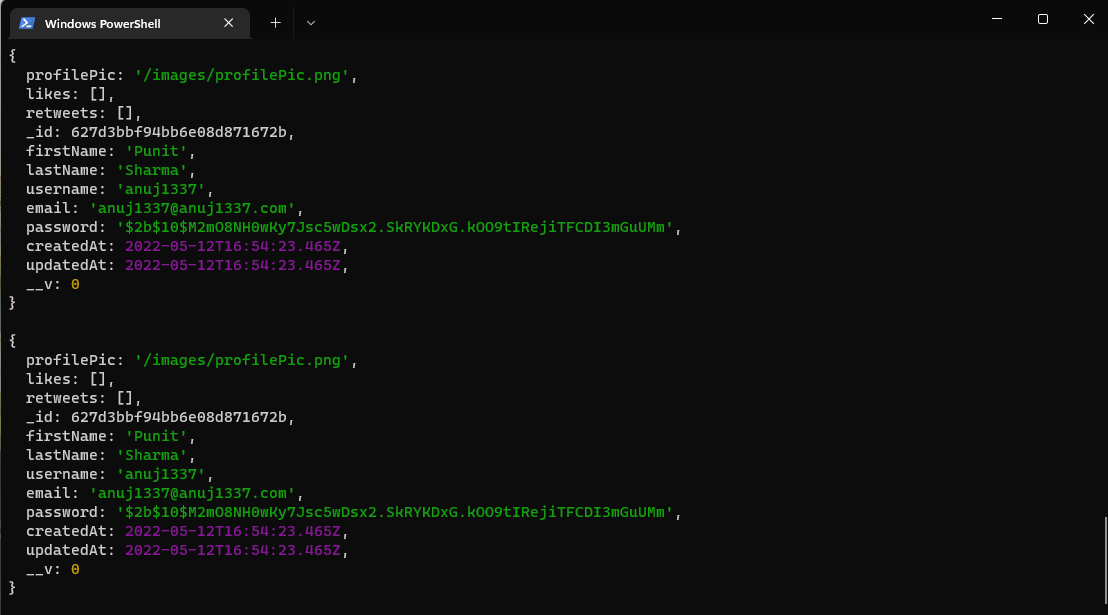 Windows PowerShell
{
  profilePic: '/images/profilePic.png',
  likes: [],
  retweets: [],
  _id: 627d3bbf94bb6e08d871672b,
  firstName: 'Punit',
  lastName: 'Sharma',
  username: 'anuj1337',
  email: 'anuj1337@anuj1337.com',
  password: '$2b$10$M2mO8NH0wKy7Jsc5wDsx2.SkRYKDxG.kOO9tIRejiTFCDI3mGuUMm',
  createdAt: 2022-05-12T16:54:23.465Z,
  updatedAt: 2022-05-12T16:54:23.465Z,
  __v: 0
}
{
  profilePic: '/images/profilePic.png',
  likes: [],
  retweets: [],
  _id: 627d3bbf94bb6e08d871672b,
  firstName: 'Punit',
  lastName: 'Sharma',
  username: 'anuj1337',
  email: 'anuj1337@anuj1337.com',
  password: '$2b$10$M2mO8NH0wKy7Jsc5wDsx2.SkRYKDxG.kOO9tIRejiTFCDI3mGuUMm',
  createdAt: 2022-05-12T16:54:23.465Z,
  updatedAt: 2022-05-12T16:54:23.465Z,
  __v: 0
}